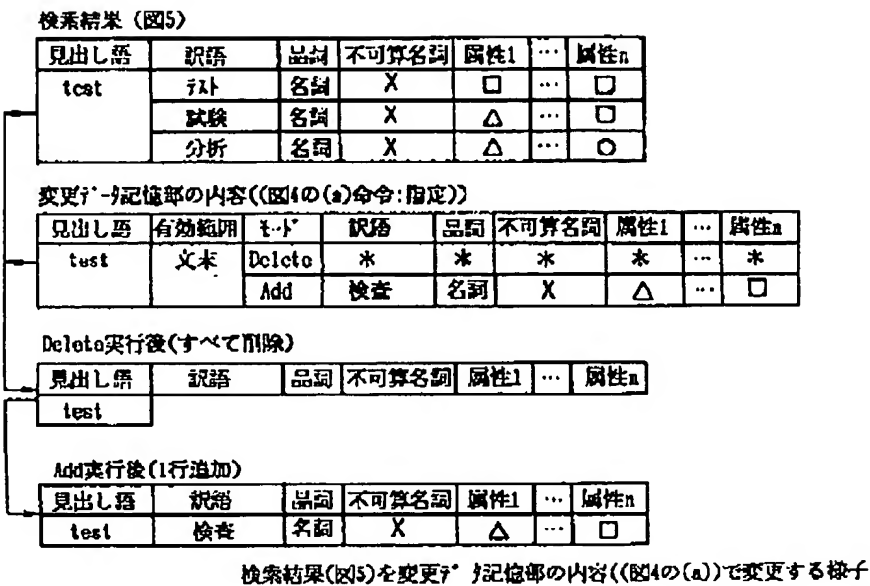 検索結果 (図5)
見出し語 訳語 品詞 不可算名詞 属性1 … 属性n
test テスト 名詞 X □ … □
試験 名詞 X △ … □
分析 名詞 X △ … ○
変更データ記憶部の内容((図4の(a)命令:指定))
見出し語 有効範囲 モード 訳語 品詞 不可算名詞 属性1 … 属性n
test 文末 Delete * * * * … *
Add 検査 名詞 X △ … □
Delete実行後(すべて削除)
見出し語 訳語 品詞 不可算名詞 属性1 … 属性n
test
Add実行後(1行追加)
見出し語 訳語 品詞 不可算名詞 属性1 … 属性n
test 検査 名詞 X △ … □
検索結果(図5)を変更データ記憶部の内容((図4の(a))で変更する様子